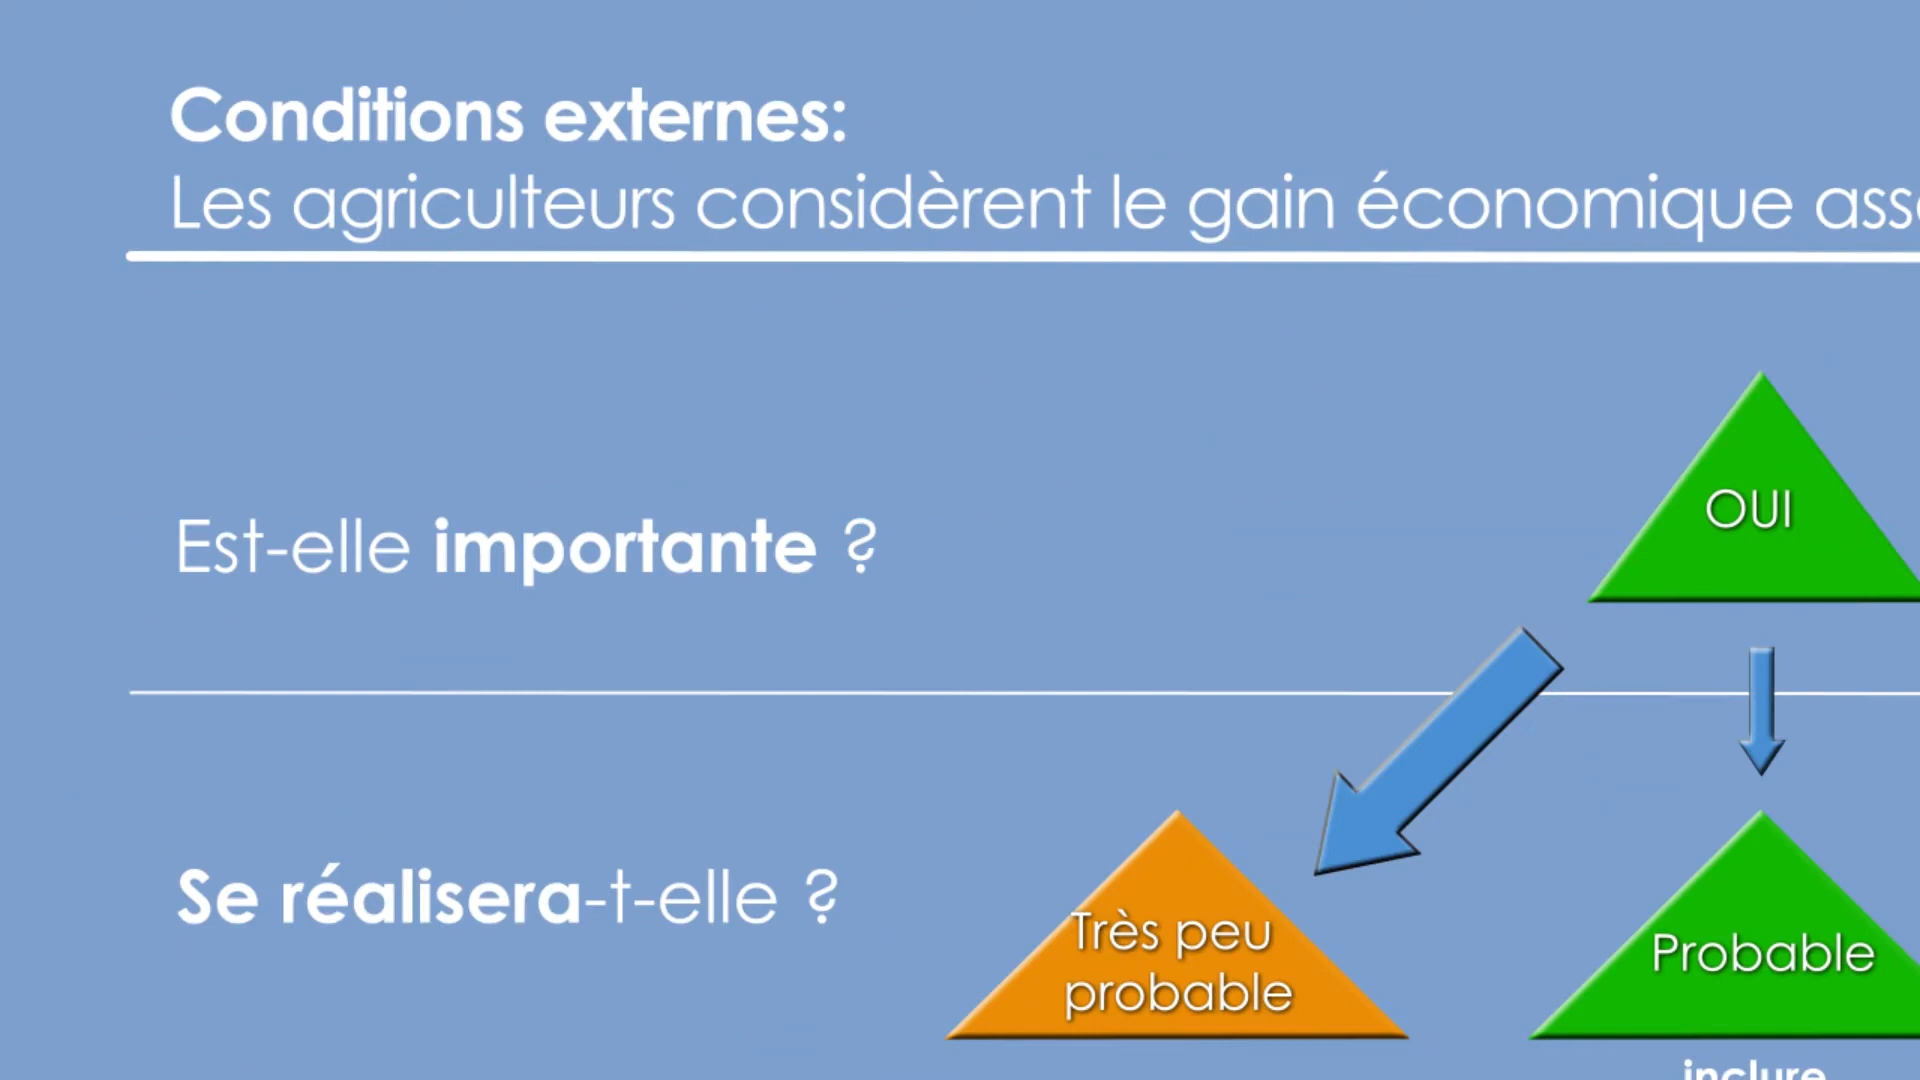 Conditions externes:
Les agriculteurs considèrent le gain économique
OUI
Est-elle importante ?
Se réalisera-t-elle ?
Très peu
probable
Probable
inclure